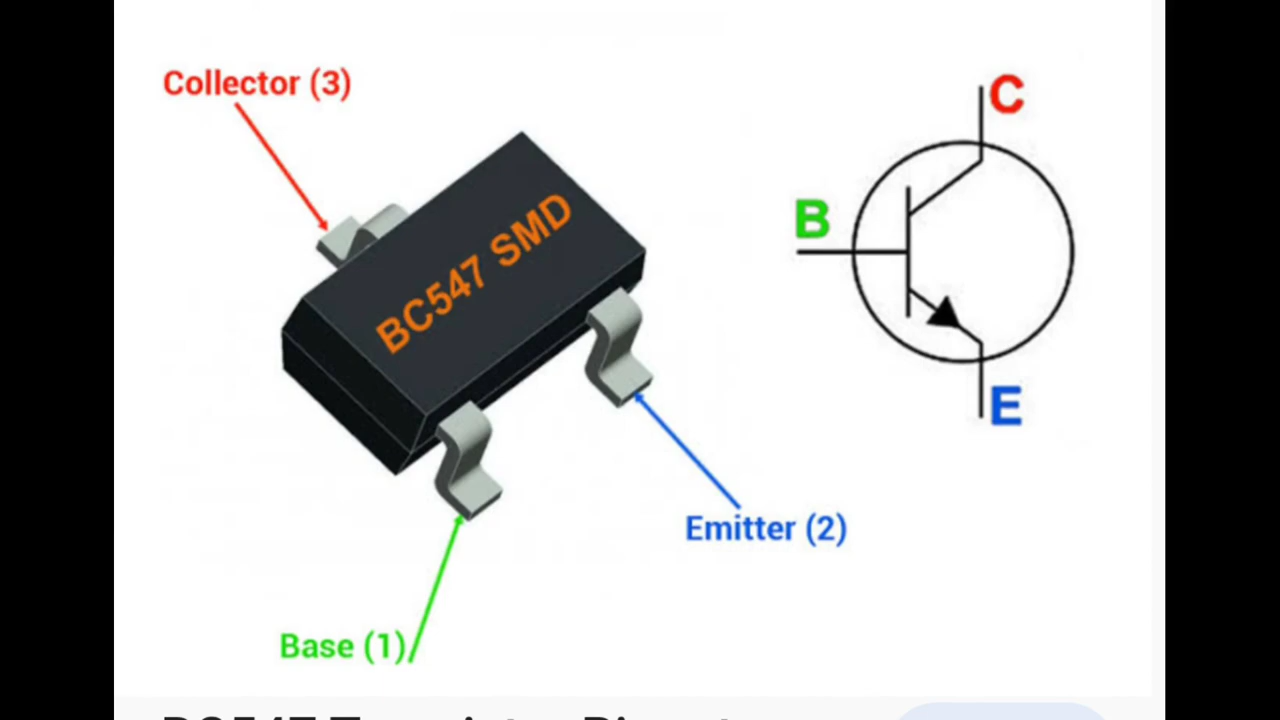 Collector (3)
C
B
BC547 SMD
E
Emitter (2)
Base (1)